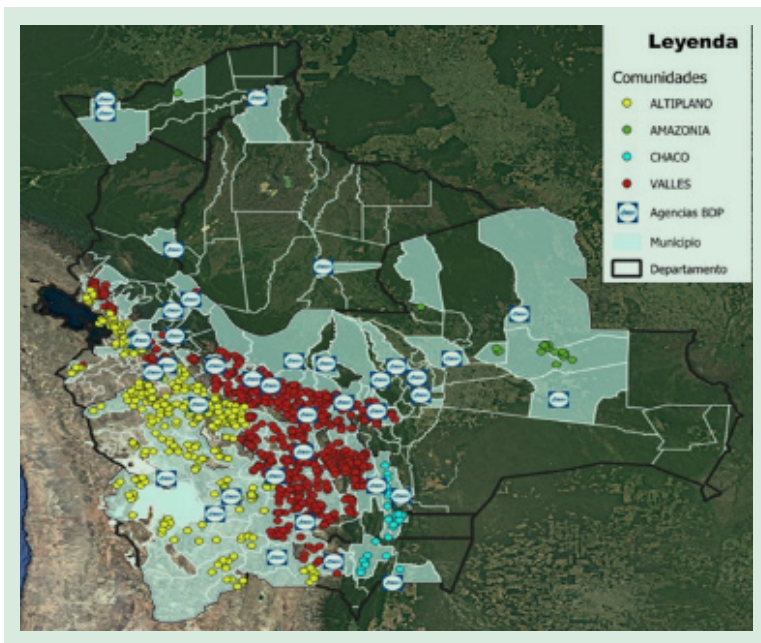 Leyenda
Comunidades
ALTIPLANO
AMAZONIA
CHACO
VALLES
Agencias BDP
Municipio
Departamento